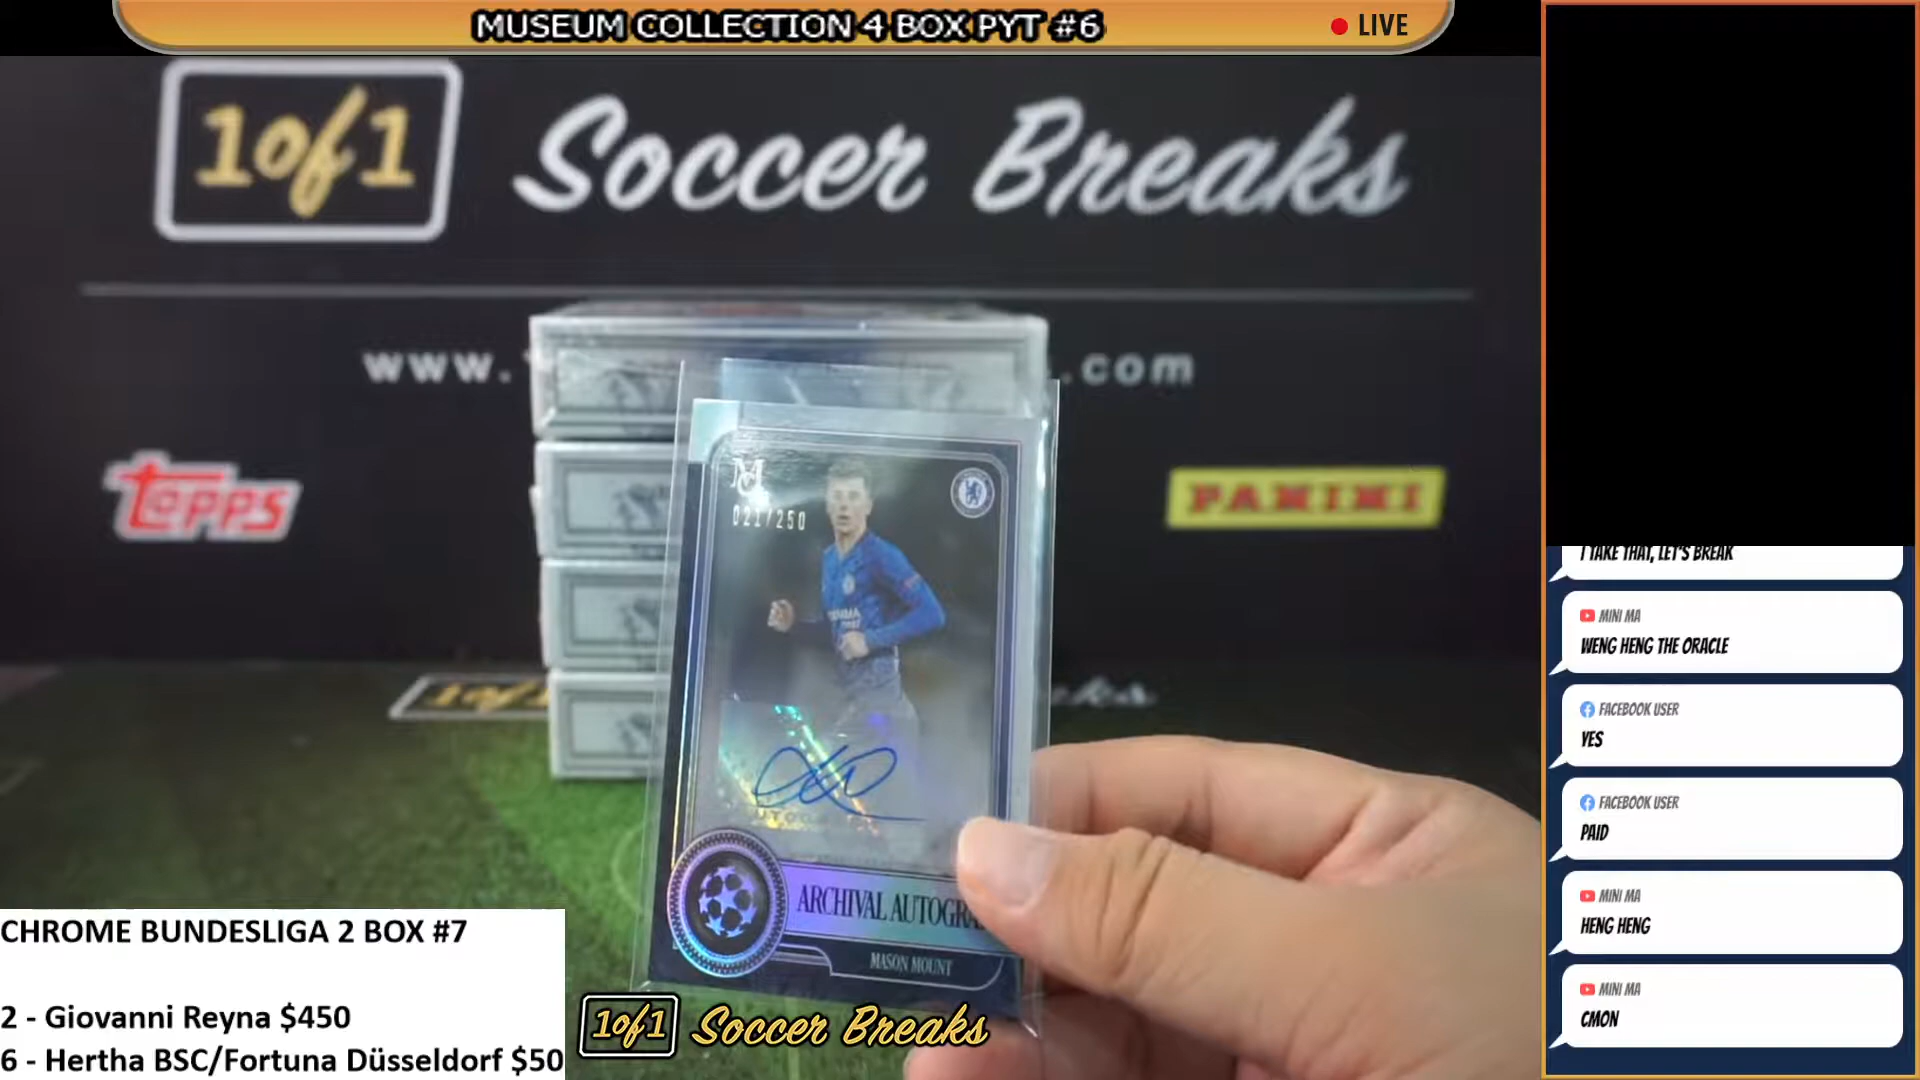 MUSEUM COLLECTION 4 BOX PYT #6
LIVE
1of1 Soccer Breaks
www.
.com
topps
PANINI
021/250
ARCHIVAL AUTOGRA
MASON MOUNT
1of1 Soccer Breaks
CHROME BUNDESLIGA 2 BOX #7
2 - Giovanni Reyna $450
6 - Hertha BSC/Fortuna Düsseldorf $50
I TAKE THAT, LET'S BREAK
MINI MA
WENG HENG THE ORACLE
FACEBOOK USER
YES
FACEBOOK USER
PAID
MINI MA
HENG HENG
MINI MA
CMON